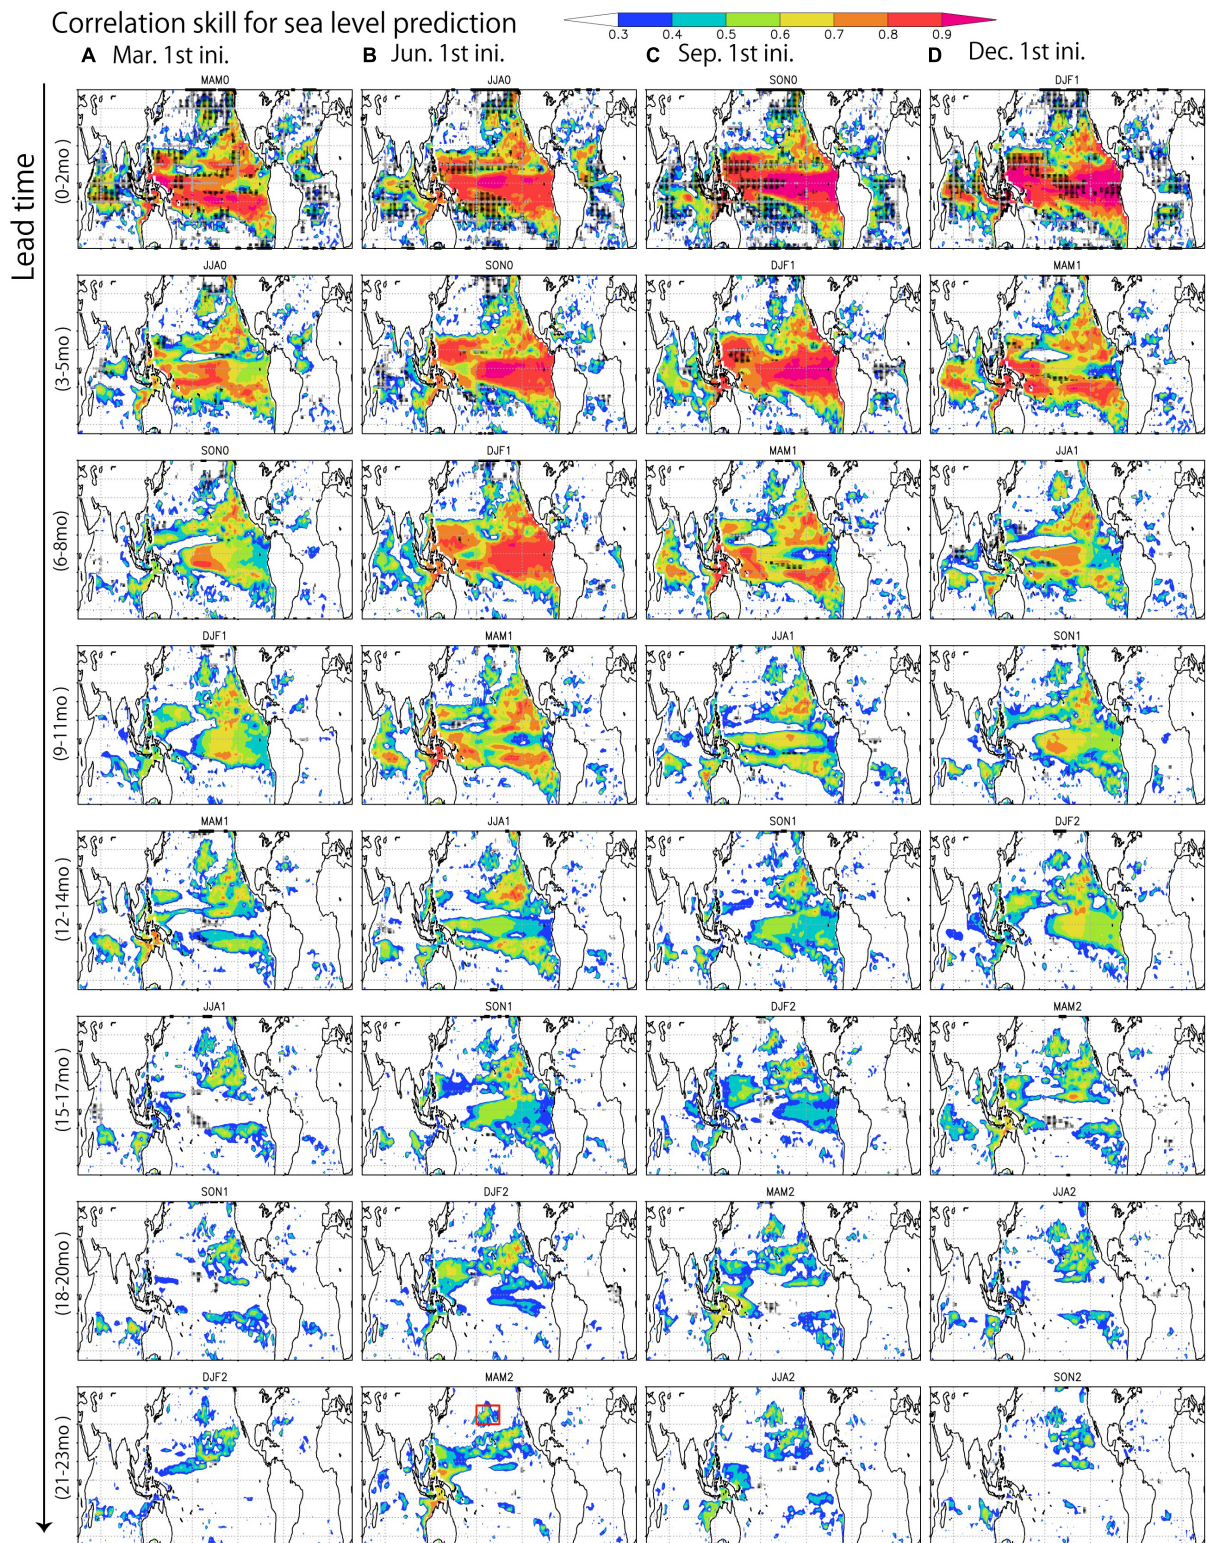 Correlation skill for sea level prediction
0.3 0.4 0.5 0.6 0.7 0.8 0.9
A Mar. 1st ini. B Jun. 1st ini. C Sep. 1st ini. D Dec. 1st ini.
Lead time
MAM0 JJA0 SON0 DJF1
(0-2mo)
JJA0 SON0 DJF1 MAM1
(3-5mo )
SON0 DJF1 MAM1 JJA1
(6-8mo)
DJF1 MAM1 JJA1 SON1
(9-11mo )
MAM1 JJA1 SON1 DJF2
(12-14mo )
JJA1 SON1 DJF2 MAM2
(15-17mo )
SON1 DJF2 MAM2 JJA2
(18-20mo )
DJF2 MAM2 JJA2 SON2
(21-23mo )